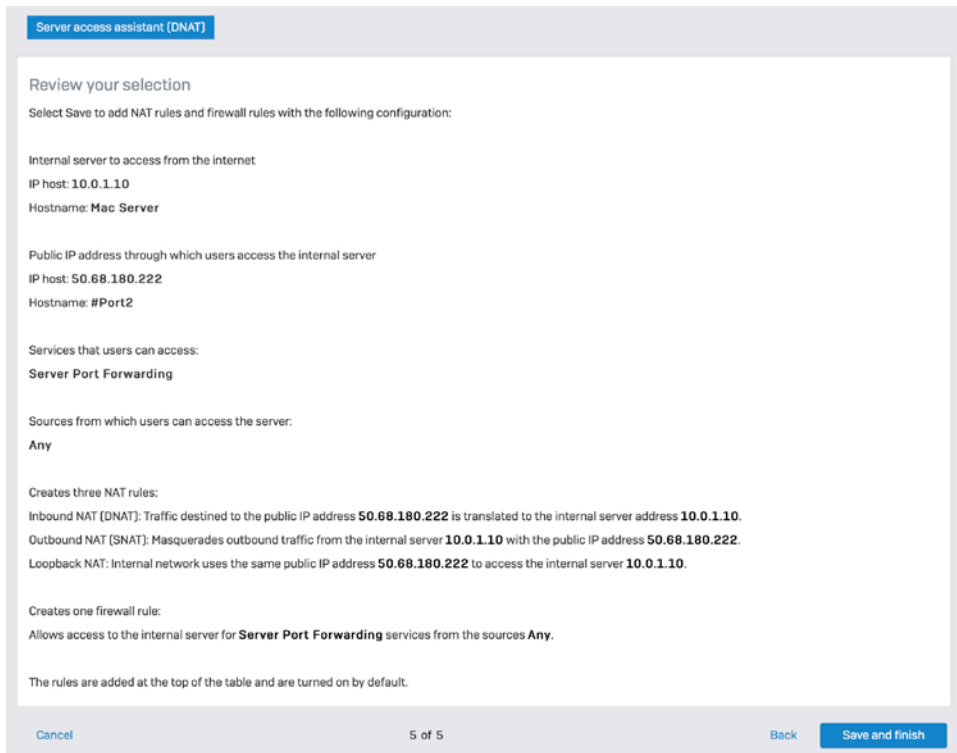 Server access assistant (DNAT)
Review your selection
Select Save to add NAT rules and firewall rules with the following configuration:
Internal server to access from the internet
IP host: 10.0.1.10
Hostname: Mac Server
Public IP address through which users access the internal server
IP host: 50.68.180.222
Hostname: #Port2
Services that users can access:
Server Port Forwarding
Sources from which users can access the server:
Any
Creates three NAT rules:
Inbound NAT (DNAT): Traffic destined to the public IP address 50.68.180.222 is translated to the internal server address 10.0.1.10.
Outbound NAT (SNAT): Masquerades outbound traffic from the internal server 10.0.1.10 with the public IP address 50.68.180.222.
Loopback NAT: Internal network uses the same public IP address 50.68.180.222 to access the internal server 10.0.1.10.
Creates one firewall rule:
Allows access to the internal server for Server Port Forwarding services from the sources Any.
The rules are added at the top of the table and are turned on by default.
Cancel 5 of 5 Back Save and finish